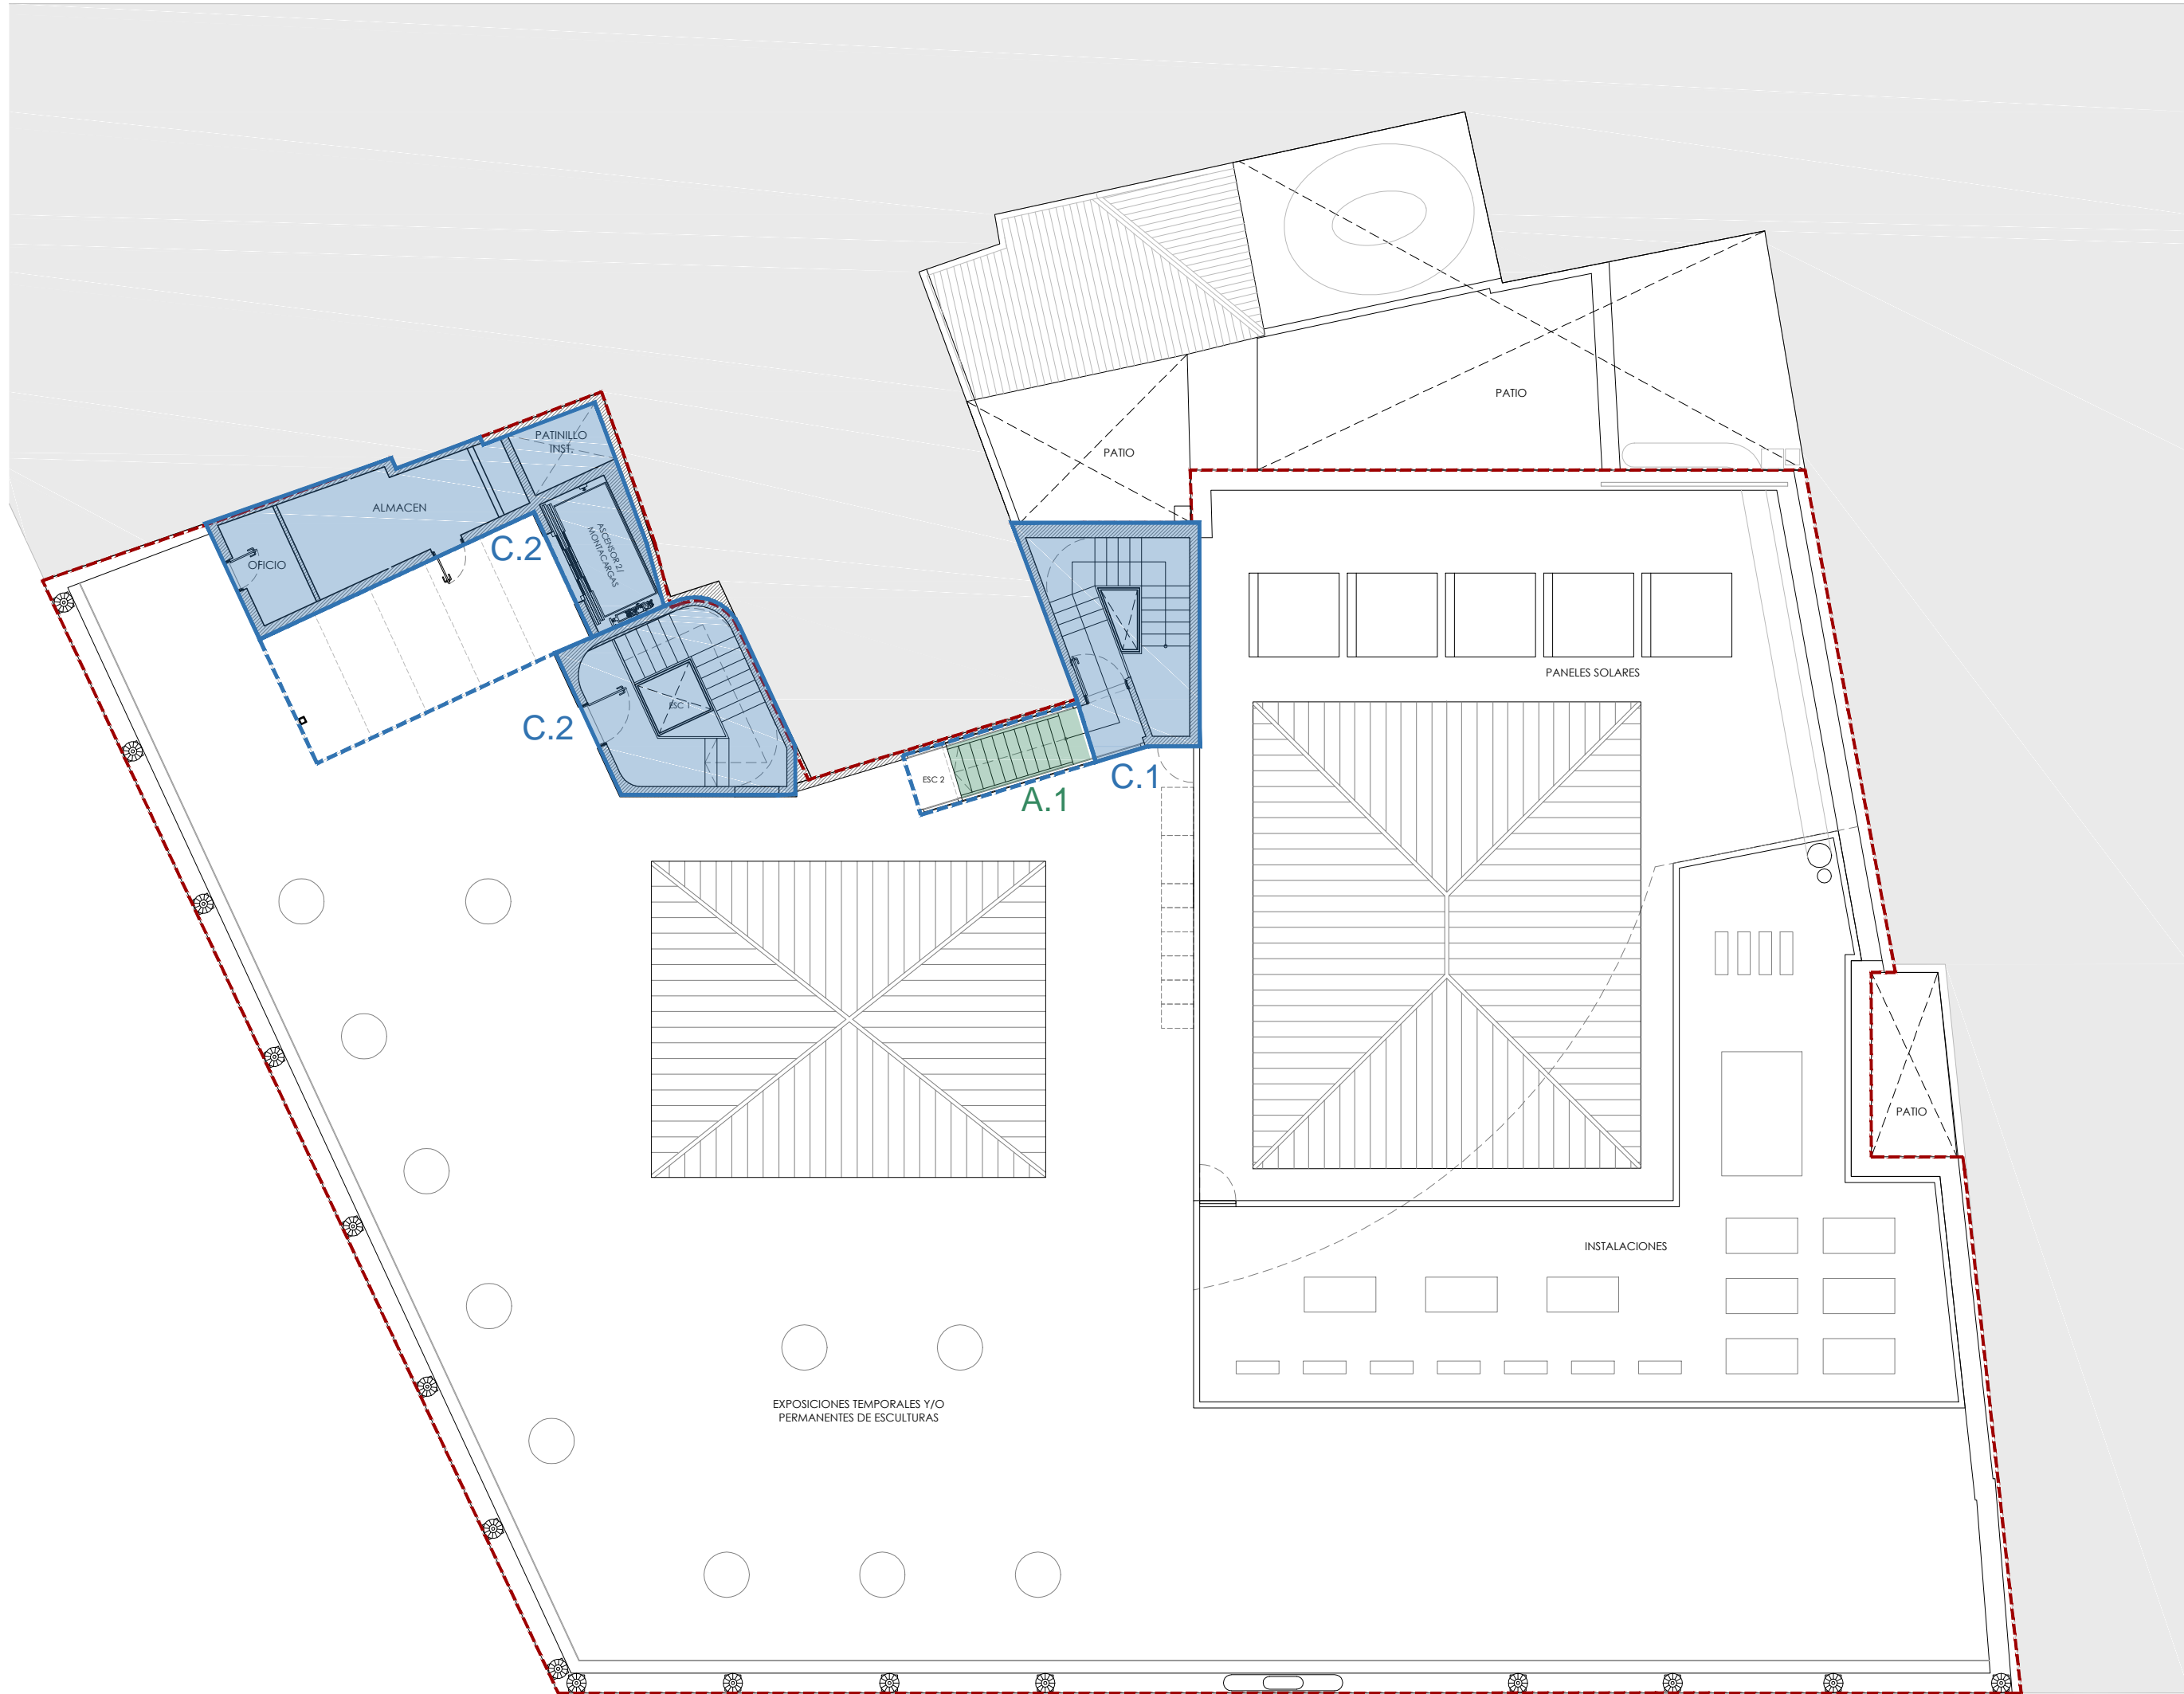 PATIO
PATIO
PATINILLO
INST.
ALMACEN
C.2
ASCENSOR 2/
MONTACARGAS
OFICIO
PANELES SOLARES
ESC 1
C.2
ESC 2
C.1
A.1
PATIO
INSTALACIONES
EXPOSICIONES TEMPORALES Y/O
PERMANENTES DE ESCULTURAS